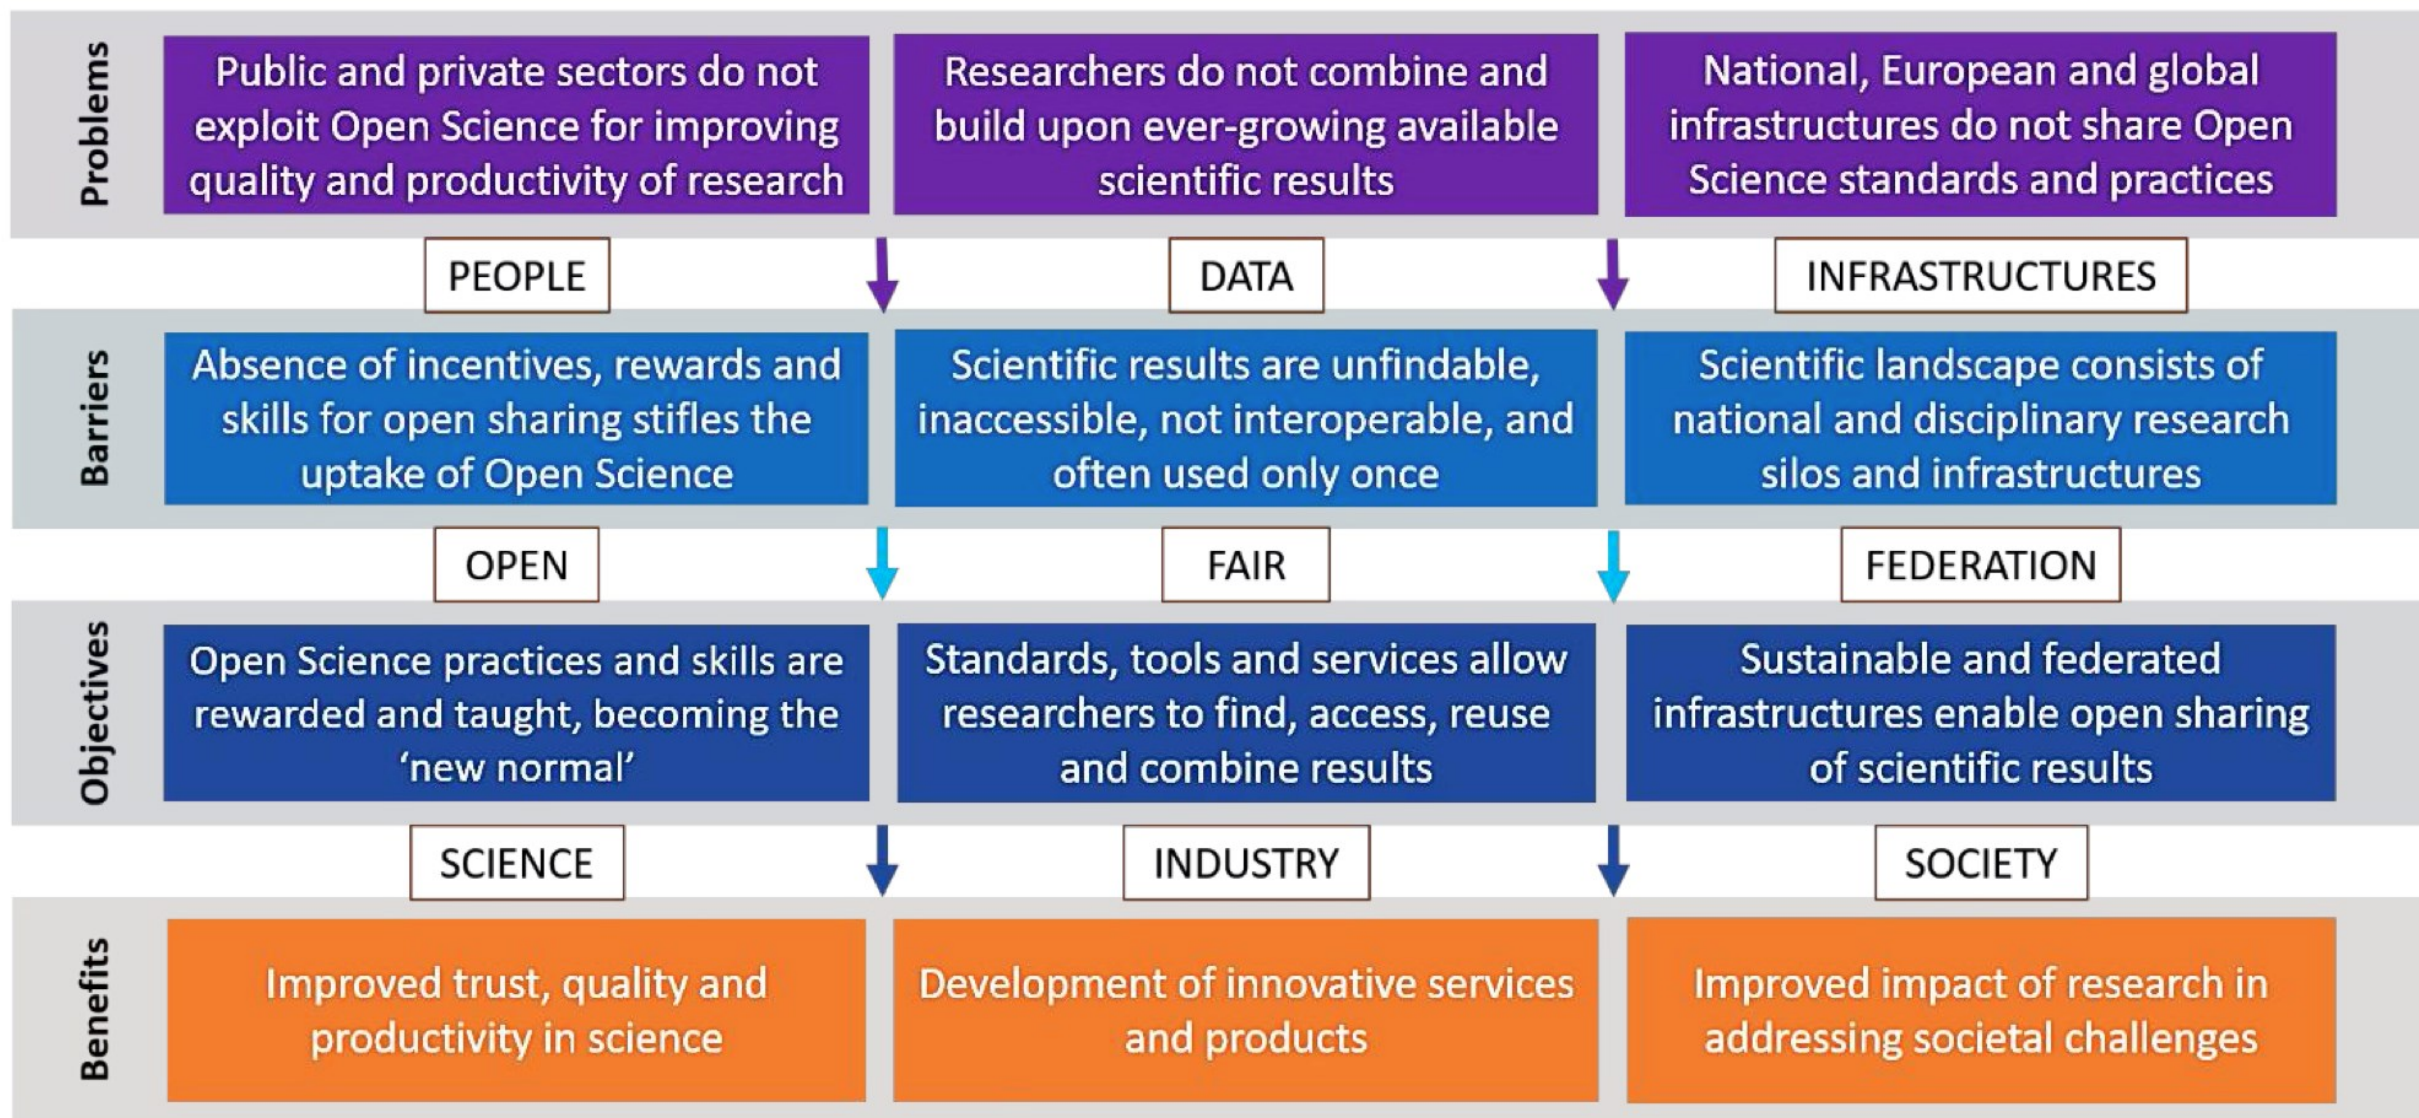 Problems
Public and private sectors do not
exploit Open Science for improving
quality and productivity of research
Researchers do not combine and
build upon ever-growing available
scientific results
National, European and global
infrastructures do not share Open
Science standards and practices
PEOPLE
DATA
INFRASTRUCTURES
Barriers
Absence of incentives, rewards and
skills for open sharing stifles the
uptake of Open Science
Scientific results are unfindable,
inaccessible, not interoperable, and
often used only once
Scientific landscape consists of
national and disciplinary research
silos and infrastructures
OPEN
FAIR
FEDERATION
Objectives
Open Science practices and skills are
rewarded and taught, becoming the
‘new normal’
Standards, tools and services allow
researchers to find, access, reuse
and combine results
Sustainable and federated
infrastructures enable open sharing
of scientific results
SCIENCE
INDUSTRY
SOCIETY
Benefits
Improved trust, quality and
productivity in science
Development of innovative services
and products
Improved impact of research in
addressing societal challenges